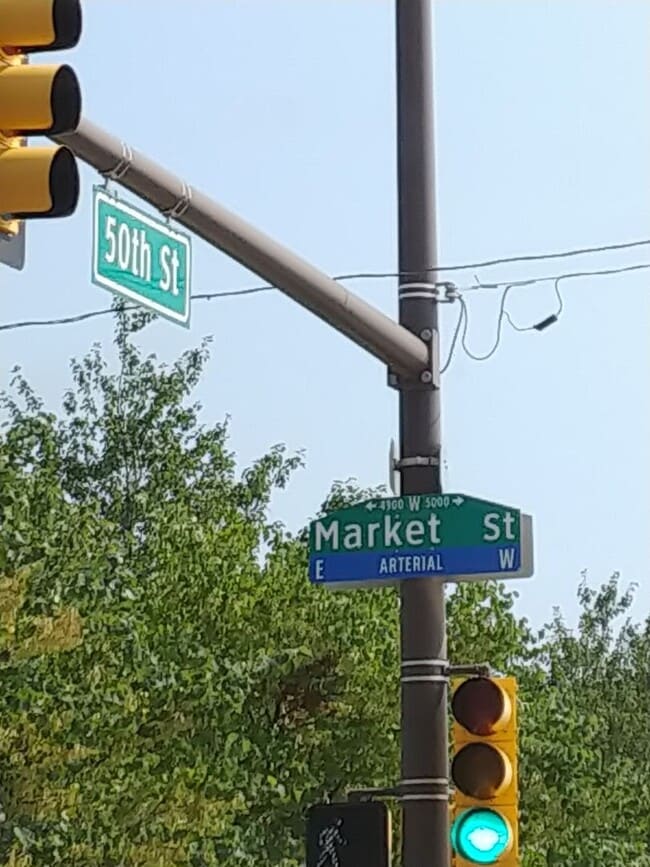 50th St
← 4900 W 5000 →
Market St
E ARTERIAL W